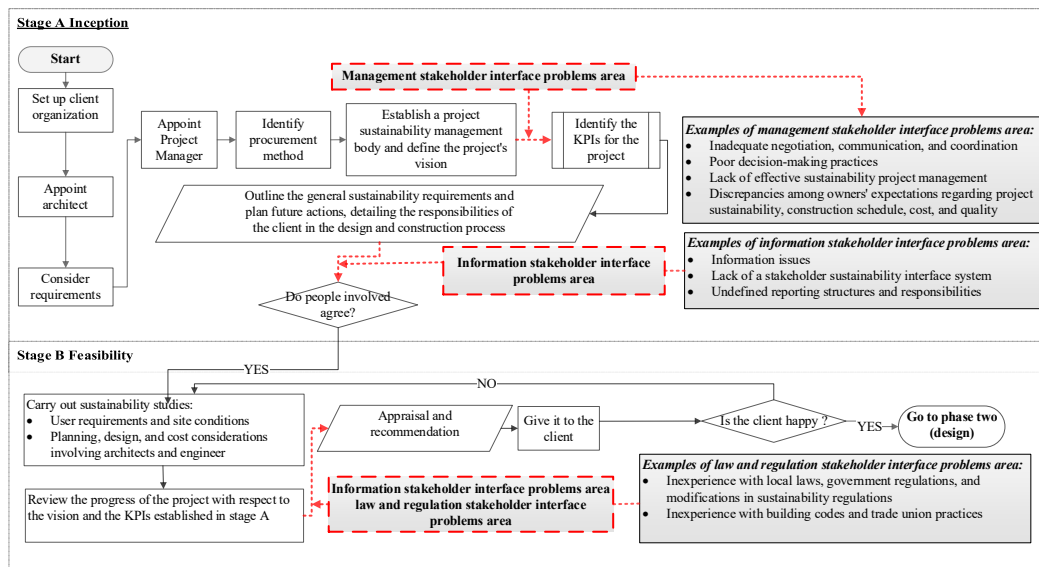 Stage A Inception
Start
Set up client
organization
Appoint
architect
Consider
requirements
Appoint
Project
Manager
Identify
procurement
method
Establish a project
sustainability management
body and define the project's
vision
Management stakeholder interface problems area
Identify the
KPIs for the
project
Examples of management stakeholder interface problems area:
• Inadequate negotiation, communication, and coordination
• Poor decision-making practices
• Lack of effective sustainability project management
• Discrepancies among owners' expectations regarding project
sustainability, construction schedule, cost, and quality
Outline the general sustainability requirements and
plan future actions, detailing the responsibilities of
the client in the design and construction process
Information stakeholder interface
problems area
Examples of information stakeholder interface problems area:
• Information issues
• Lack of a stakeholder sustainability interface system
• Undefined reporting structures and responsibilities
Do people involved
agree?
Stage B Feasibility
YES
NO
Carry out sustainability studies:
• User requirements and site conditions
• Planning, design, and cost considerations
involving architects and engineer
Appraisal and
recommendation
Give it to the
client
Is the client happy ?
YES
Go to phase two
(design)
Review the progress of the project with respect to
the vision and the KPIs established in stage A
Information stakeholder interface problems area
law and regulation stakeholder interface
problems area
Examples of law and regulation stakeholder interface problems area:
• Inexperience with local laws, government regulations, and
modifications in sustainability regulations
• Inexperience with building codes and trade union practices